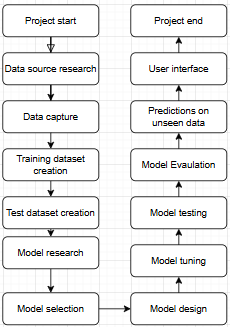 Project start
Data source research
Data capture
Training dataset
creation
Test dataset creation
Model research
Model selection
Model design
Model tuning
Model testing
Model Evaulation
Predictions on
unseen data
User interface
Project end